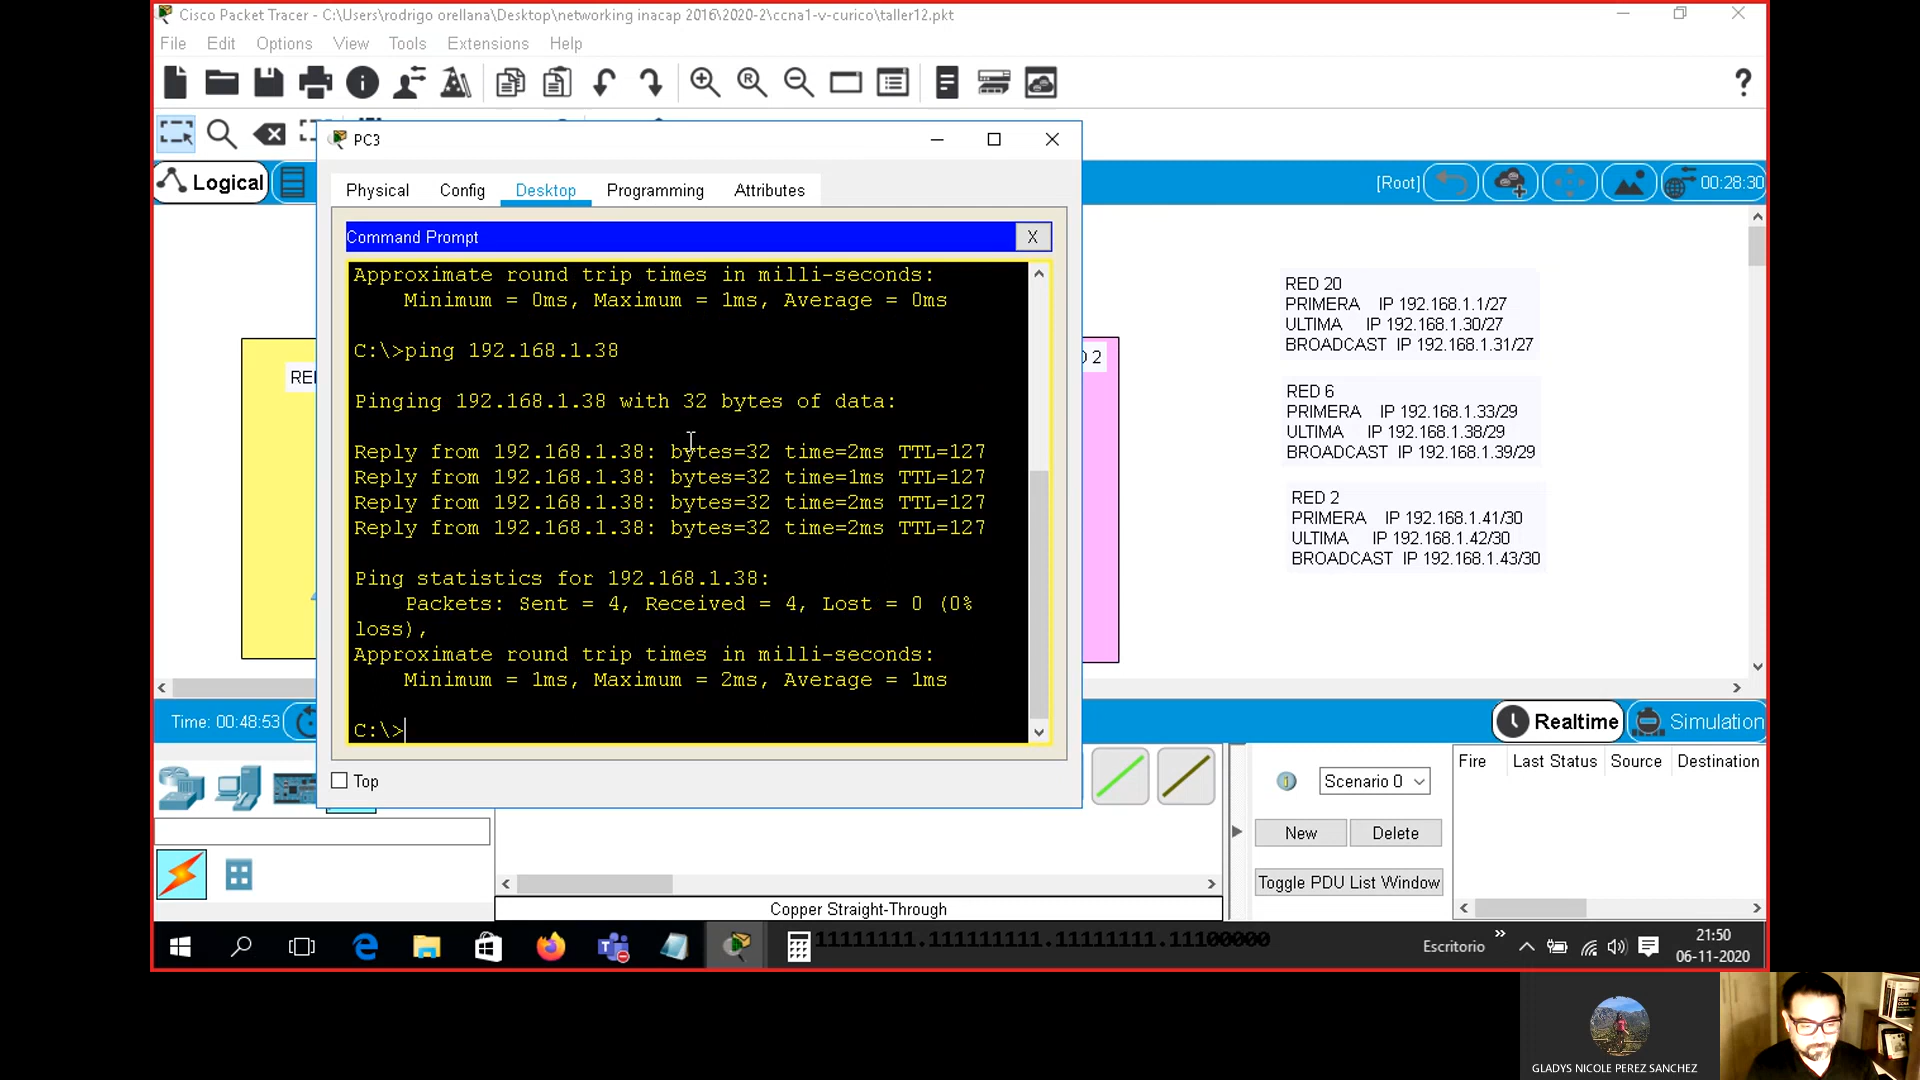 Cisco Packet Tracer - C:\Users\rodrigo orellana\Desktop\networking inacap 2016\2020-2\ccna1-v-curico\taller12.pkt
File Edit Options View Tools Extensions Help
PC3
Logical
[Root]
00:28:30
Physical Config Desktop Programming Attributes
Command Prompt
X
Approximate round trip times in milli-seconds:
Minimum = 0ms, Maximum = 1ms, Average = 0ms
C:\>ping 192.168.1.38
Pinging 192.168.1.38 with 32 bytes of data:
Reply from 192.168.1.38: bytes=32 time=2ms TTL=127
Reply from 192.168.1.38: bytes=32 time=1ms TTL=127
Reply from 192.168.1.38: bytes=32 time=2ms TTL=127
Reply from 192.168.1.38: bytes=32 time=2ms TTL=127
Ping statistics for 192.168.1.38:
Packets: Sent = 4, Received = 4, Lost = 0 (0%
loss),
Approximate round trip times in milli-seconds:
Minimum = 1ms, Maximum = 2ms, Average = 1ms
C:\>
Top
RED 20
PRIMERA IP 192.168.1.1/27
ULTIMA IP 192.168.1.30/27
BROADCAST IP 192.168.1.31/27
RED 6
PRIMERA IP 192.168.1.33/29
ULTIMA IP 192.168.1.38/29
BROADCAST IP 192.168.1.39/29
RED 2
PRIMERA IP 192.168.1.41/30
ULTIMA IP 192.168.1.42/30
BROADCAST IP 192.168.1.43/30
Time: 00:48:53
Realtime
Simulation
Scenario 0
New
Delete
Toggle PDU List Window
Fire Last Status Source Destination
Copper Straight-Through
11111111.111111111.11111111.11100000
Escritorio
21:50
06-11-2020
GLADYS NICOLE PEREZ SANCHEZ